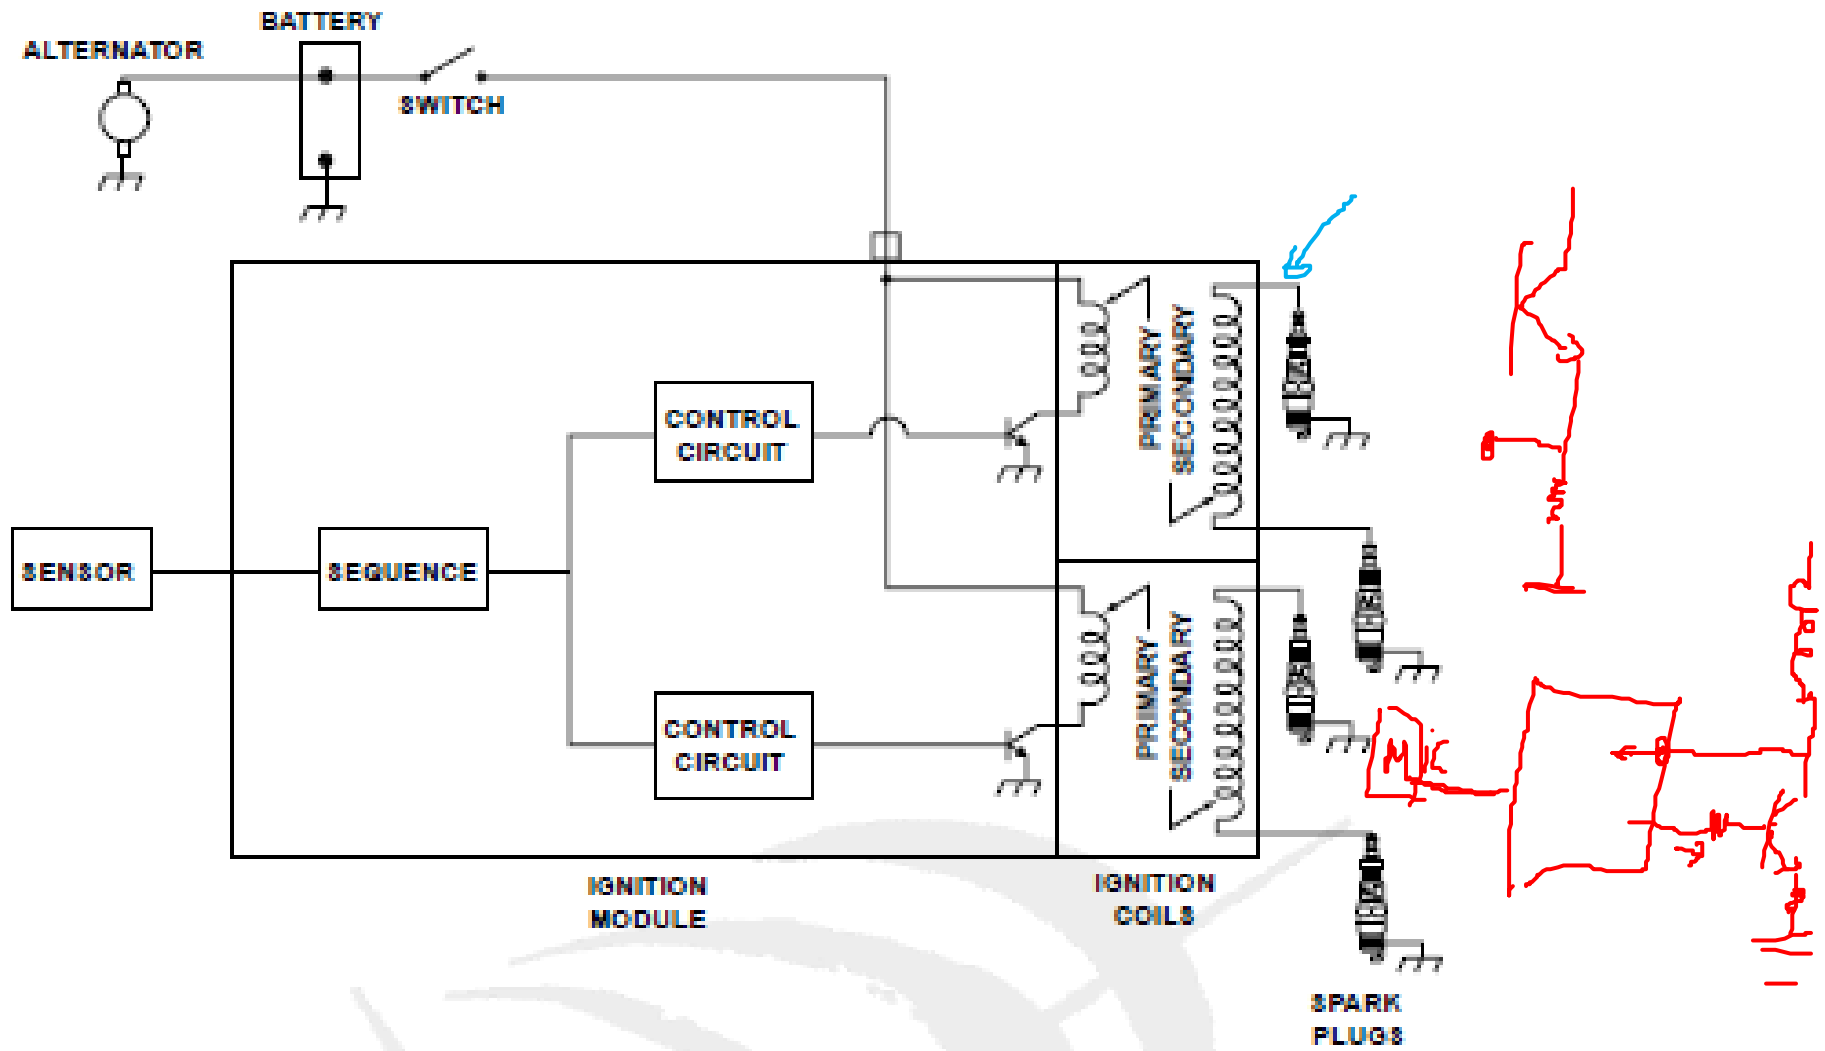 BATTERY
ALTERNATOR
SWITCH
PRIMARY
SECONDARY
CONTROL
CIRCUIT
SENSOR
SEQUENCE
PRIMARY
SECONDARY
CONTROL
CIRCUIT
IGNITION
MODULE
IGNITION
COILS
SPARK
PLUGS